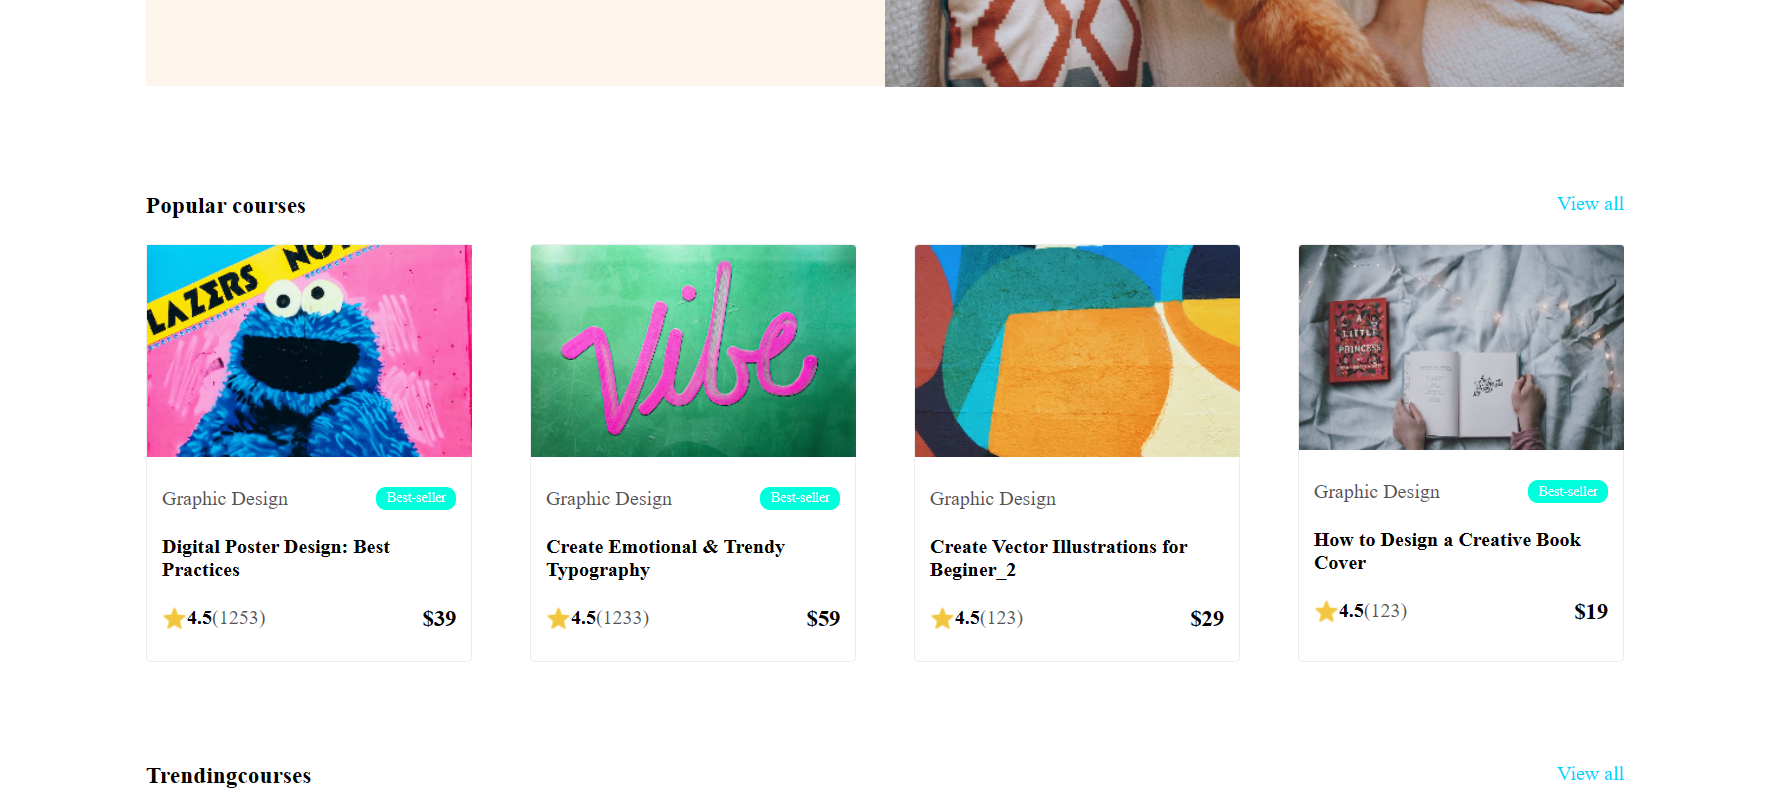 Popular courses
View all
LAZERS NO
Vibe
A
LITTLE
PRINCESS
Graphic Design
Best-seller
Digital Poster Design: Best
Practices
4.5(1253)
$39
Graphic Design
Best-seller
Create Emotional & Trendy
Typography
4.5(1233)
$59
Graphic Design
Create Vector Illustrations for
Beginer_2
4.5(123)
$29
Graphic Design
Best-seller
How to Design a Creative Book
Cover
4.5(123)
$19
Trendingcourses
View all